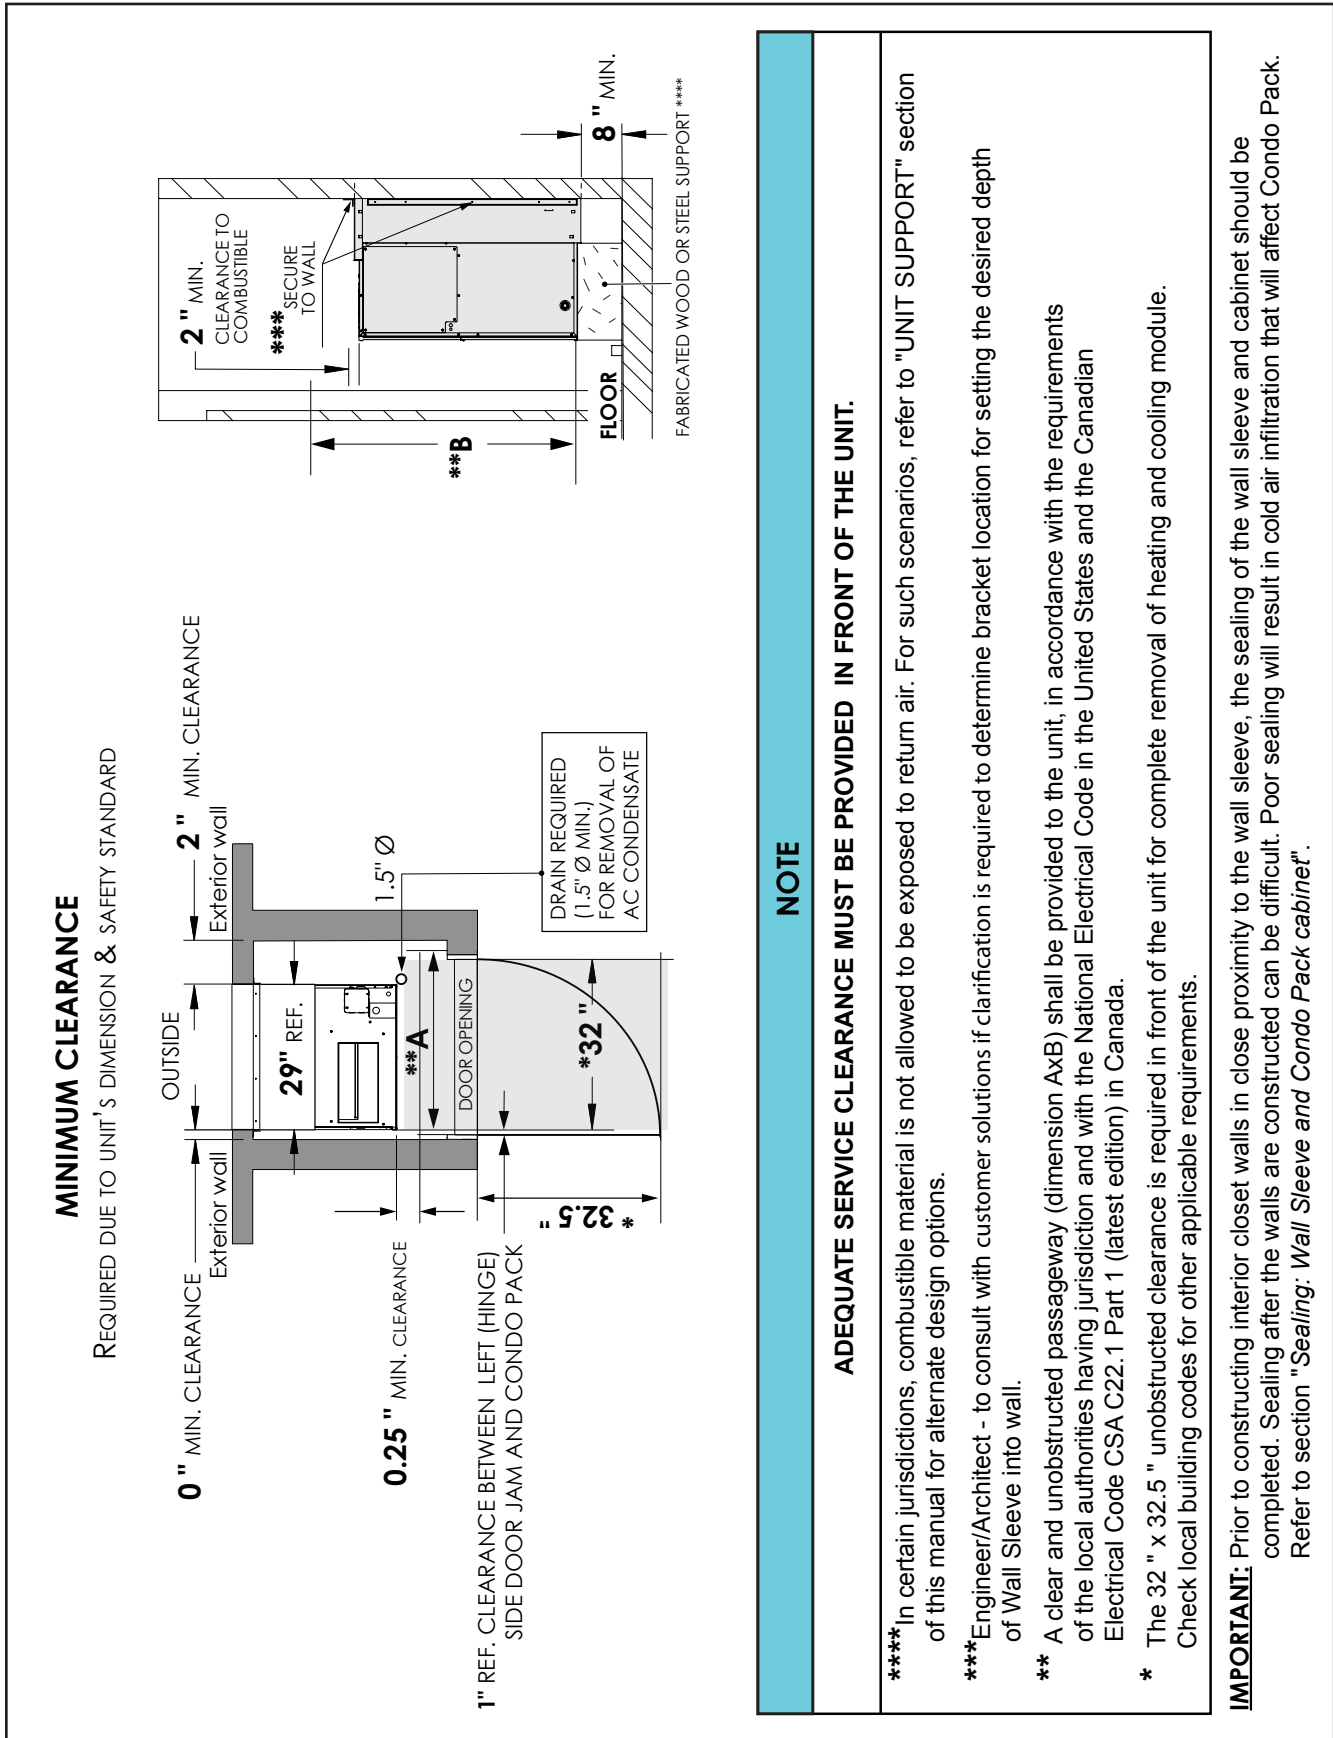 MINIMUM CLEARANCE
REQUIRED DUE TO UNIT'S DIMENSION & SAFETY STANDARD
0 " MIN. CLEARANCE
OUTSIDE
2 " MIN. CLEARANCE
Exterior wall
Exterior wall
29" REF.
1.5" Ø
0.25 " MIN. CLEARANCE
**A
DOOR OPENING
1" REF. CLEARANCE BETWEEN LEFT (HINGE)
SIDE DOOR JAM AND CONDO PACK
* 32.5 "
*32 "
DRAIN REQUIRED
(1.5" Ø MIN.)
FOR REMOVAL OF
AC CONDENSATE
2 " MIN.
CLEARANCE TO
COMBUSTIBLE
*** SECURE
TO WALL
**B
FLOOR
8 " MIN.
FABRICATED WOOD OR STEEL SUPPORT ****
NOTE
ADEQUATE SERVICE CLEARANCE MUST BE PROVIDED IN FRONT OF THE UNIT.
****In certain jurisdictions, combustible material is not allowed to be exposed to return air. For such scenarios, refer to "UNIT SUPPORT" section
of this manual for alternate design options.
***Engineer/Architect - to consult with customer solutions if clarification is required to determine bracket location for setting the desired depth
of Wall Sleeve into wall.
** A clear and unobstructed passageway (dimension AxB) shall be provided to the unit, in accordance with the requirements
of the local authorities having jurisdiction and with the National Electrical Code in the United States and the Canadian
Electrical Code CSA C22.1 Part 1 (latest edition) in Canada.
* The 32 " x 32.5 " unobstructed clearance is required in front of the unit for complete removal of heating and cooling module.
Check local building codes for other applicable requirements.
IMPORTANT: Prior to constructing interior closet walls in close proximity to the wall sleeve, the sealing of the wall sleeve and cabinet should be
completed. Sealing after the walls are constructed can be difficult. Poor sealing will result in cold air infiltration that will affect Condo Pack.
Refer to section "Sealing: Wall Sleeve and Condo Pack cabinet".